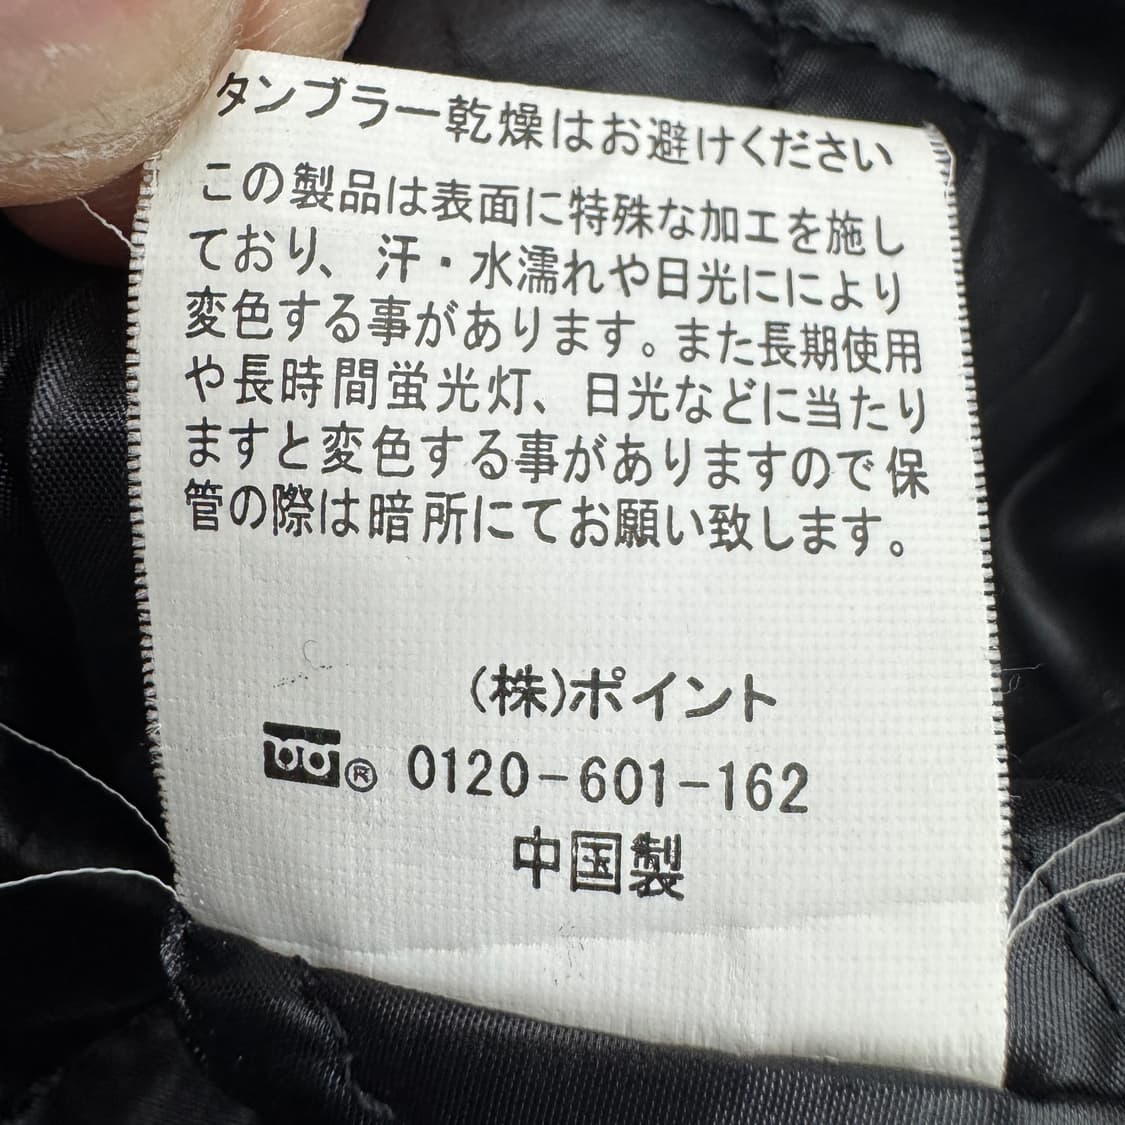 タンブラー乾燥はお避けください
この製品は表面に特殊な加工を施し
ており、汗・水濡れや日光ににより
変色する事があります。また長期使用
や長時間蛍光灯、日光などに当たり
ますと変色する事がありますので保
管の際は暗所にてお願い致します。
(株)ポイント
® 0120-601-162
中国製